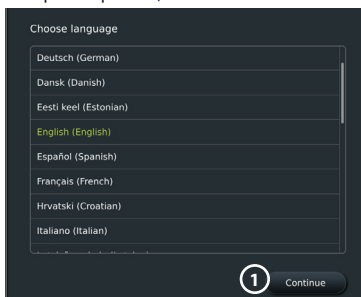 Choose language
Deutsch (German)
Dansk (Danish)
Eesti keel (Estonian)
English (English)
Español (Spanish)
Français (French)
Hrvatski (Croatian)
Italiano (Italian)
1 Continue